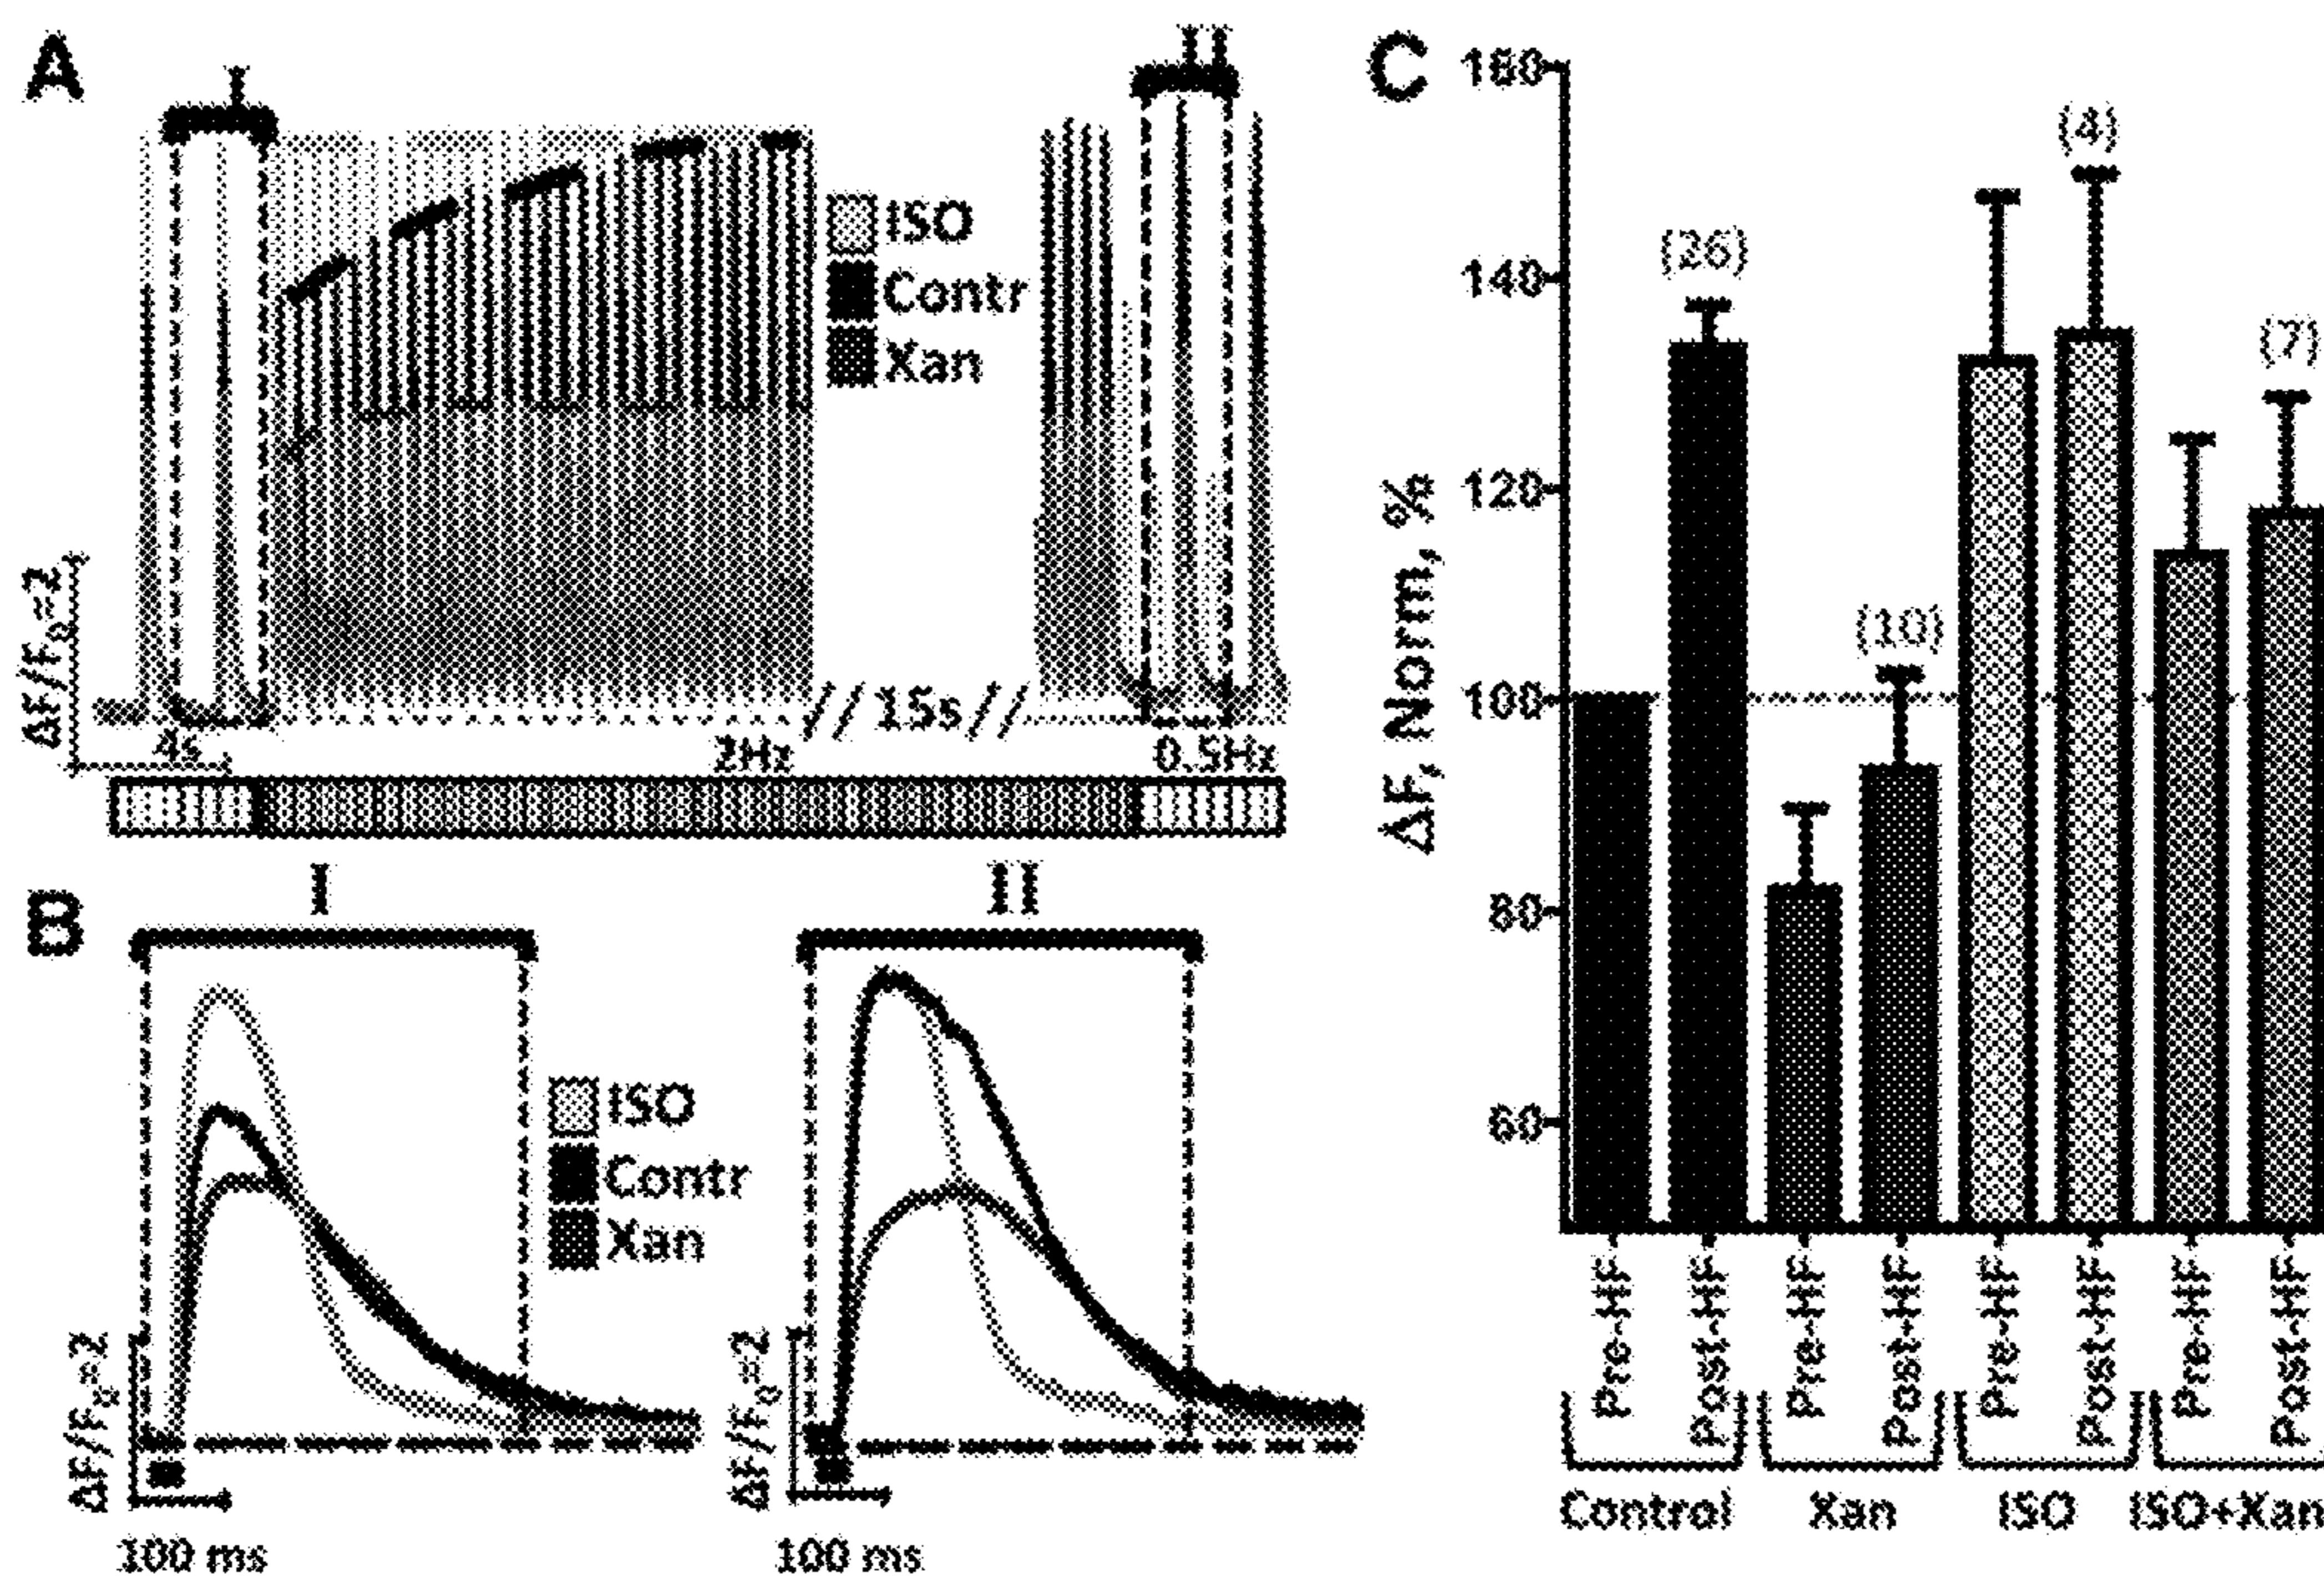 A
I
II
ISO
Contr
Xan
ΔF/F0=2
4s
// 15s //
2Hz
0.5Hz
B
I
II
ISO
Contr
Xan
ΔF/F0=2
100 ms
ΔF/F0=2
100 ms
C
ΔF, Norm, %
160
140
120
100
80
60
(26)
(10)
(4)
(7)
Pre-HF
Post-HF
Pre-HF
Post-HF
Pre-HF
Post-HF
Pre-HF
Post-HF
Control
Xan
ISO
ISO+Xan